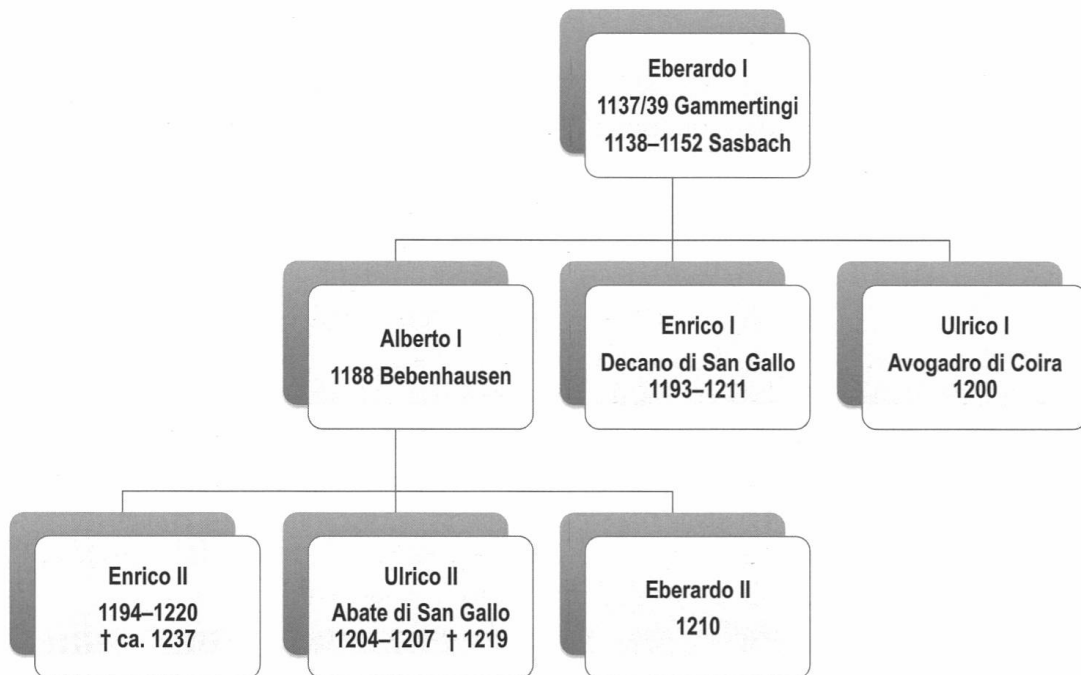 Eberardo I
1137/39 Gammertingi
1138–1152 Sasbach
Alberto I
1188 Bebenhausen
Enrico I
Decano di San Gallo
1193–1211
Ulrico I
Avogadro di Coira
1200
Enrico II
1194–1220
† ca. 1237
Ulrico II
Abate di San Gallo
1204–1207 † 1219
Eberardo II
1210